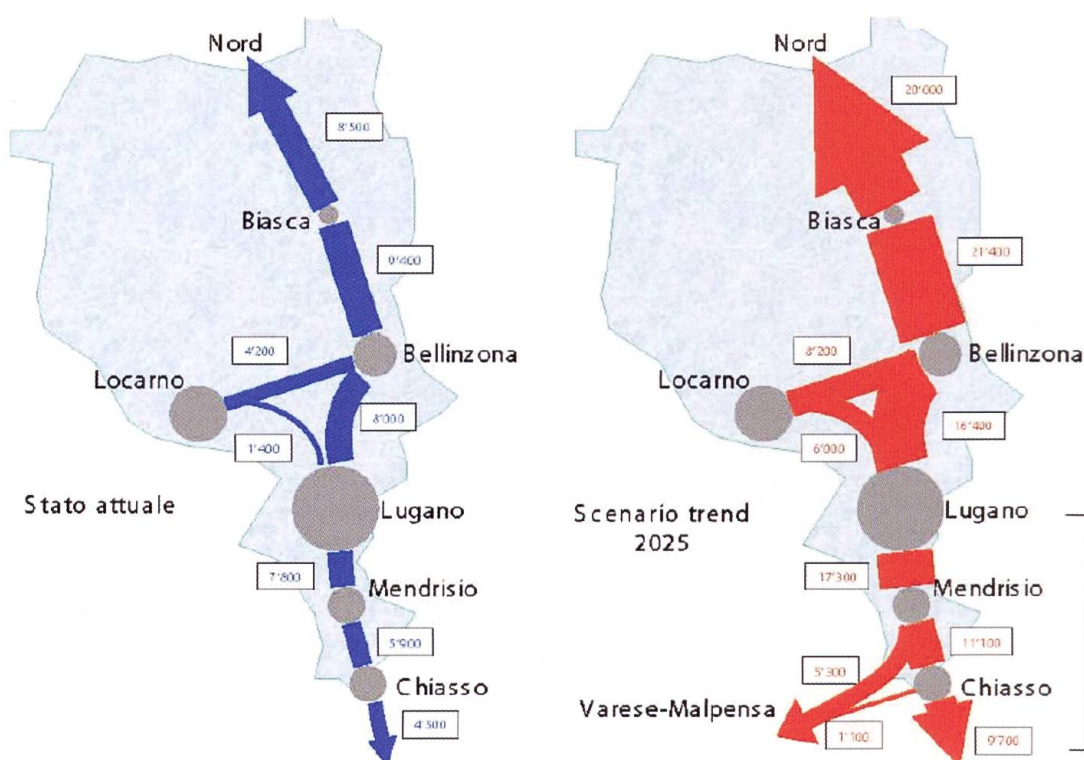 Nord
8'500
Biasca
9'400
Bellinzona
4'200
Locarno
8'000
1'400
Stato attuale
Lugano
7'800
Mendrisio
5'900
Chiasso
4'500
Nord
20'000
Biasca
21'400
Bellinzona
8'200
Locarno
16'400
6'000
Scenario trend
2025
Lugano
17'300
Mendrisio
11'100
5'300
Chiasso
Varese-Malpensa
1'100
9'700